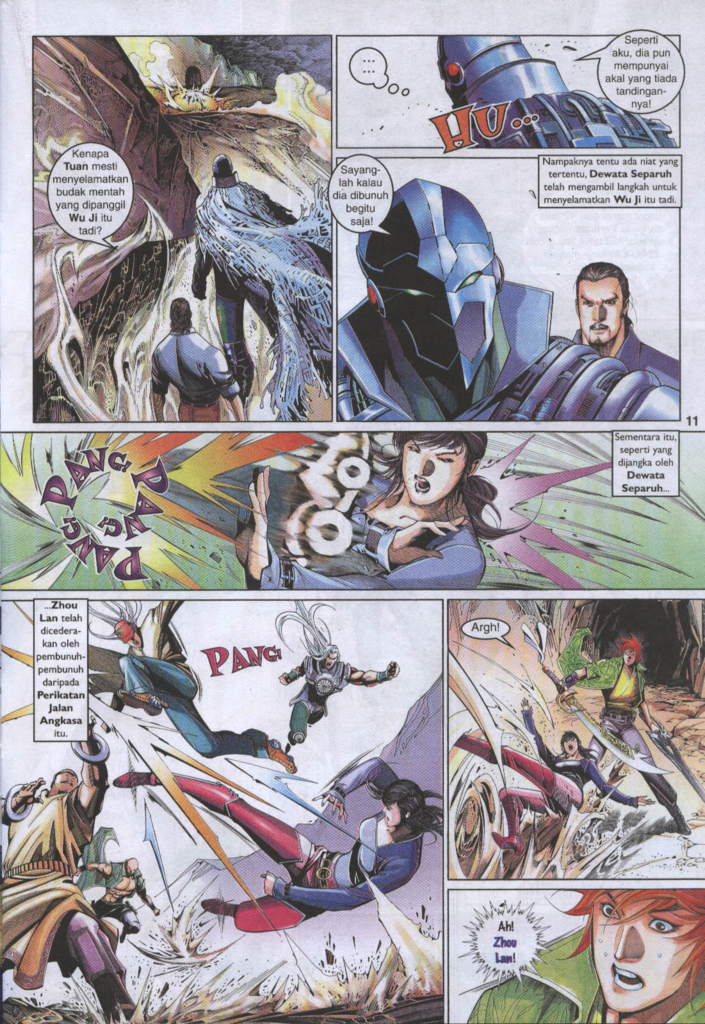 Kenapa
Tuan mesti
menyelamatkan
budak mentah
yang dipanggil
Wu Ji itu
tadi?
...
...
Seperti
aku, dia pun
mempunyai
akal yang tiada
tandingan-
nya!
HU...
Sayang-
lah kalau
dia dibunuh
begitu
saja!
Nampaknya tentu ada niat yang
tertentu, Dewata Separuh
telah mengambil langkah untuk
menyelamatkan Wu Ji itu tadi.
11
PANG
PANG
PANG
PANG
Sementara itu,
seperti yang
dijangka oleh
Dewata
Separuh...
...Zhou
Lan telah
dicedera-
kan oleh
pembunuh-
pembunuh
daripada
Perikatan
Jalan
Angkasa
itu.
PANG!
Argh!
Ah!
Zhou
Lan!